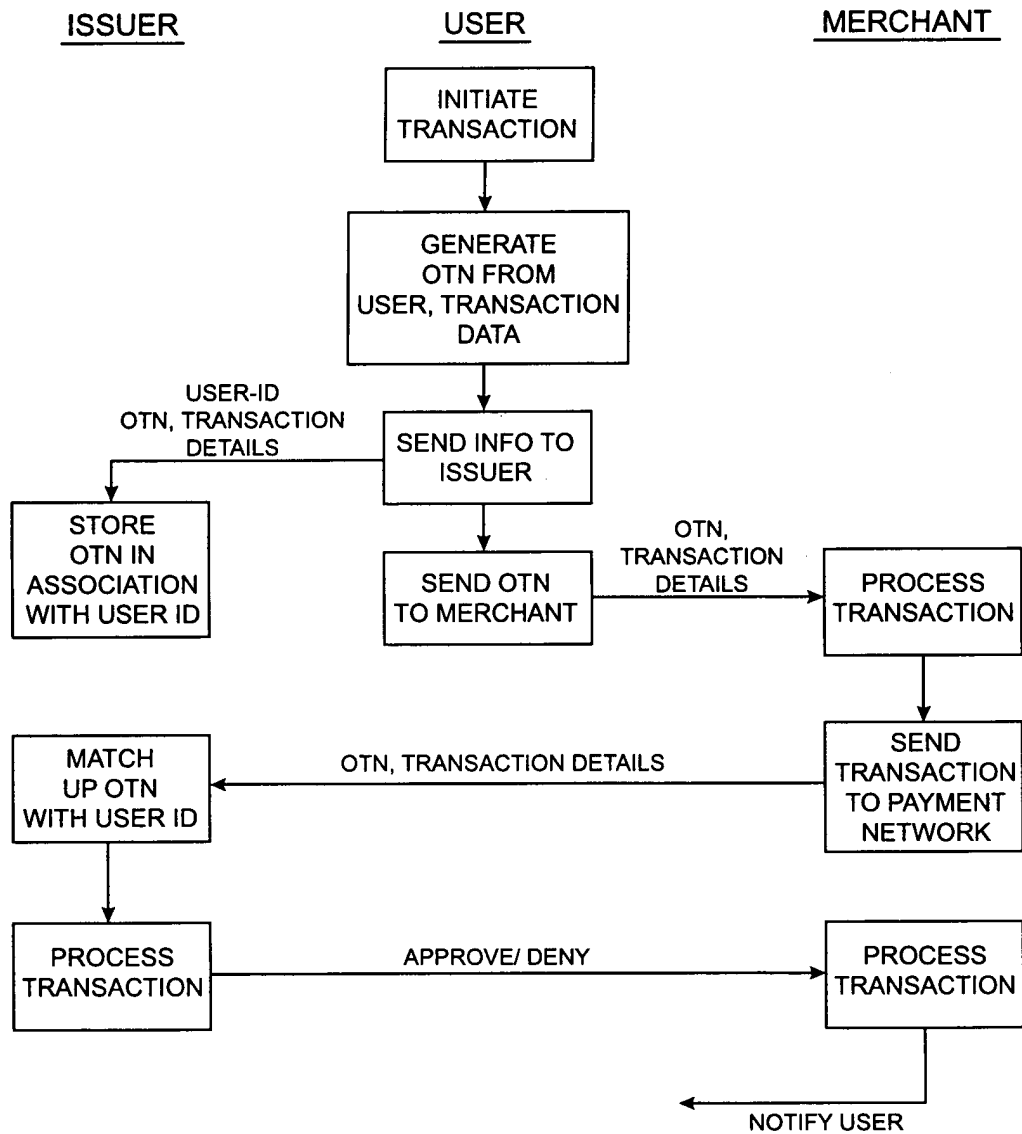 ISSUER
USER
MERCHANT
INITIATE
TRANSACTION
GENERATE
OTN FROM
USER, TRANSACTION
DATA
USER-ID
OTN, TRANSACTION
DETAILS
SEND INFO TO
ISSUER
STORE
OTN IN
ASSOCIATION
WITH USER ID
SEND OTN
TO MERCHANT
OTN,
TRANSACTION
DETAILS
PROCESS
TRANSACTION
MATCH
UP OTN
WITH USER ID
OTN, TRANSACTION DETAILS
SEND
TRANSACTION
TO PAYMENT
NETWORK
PROCESS
TRANSACTION
APPROVE/ DENY
PROCESS
TRANSACTION
NOTIFY USER